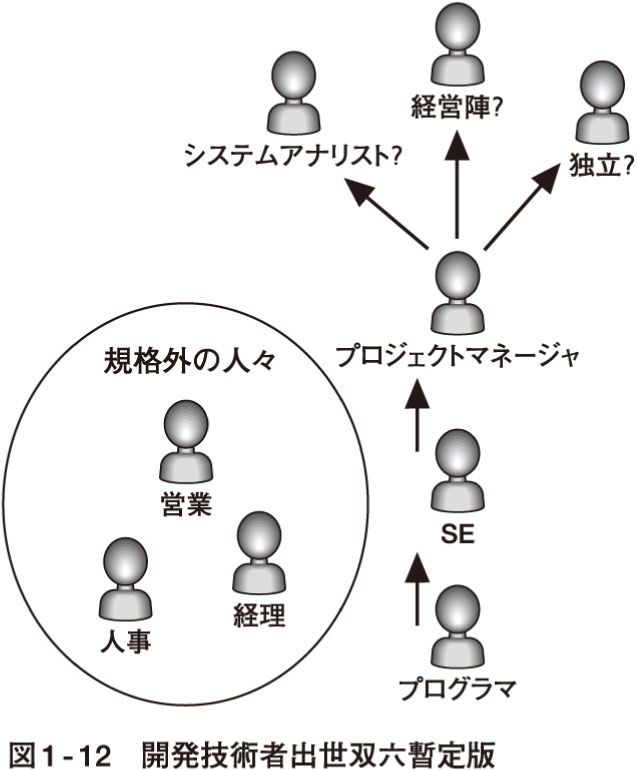 経営陣?
システムアナリスト?
独立?
プロジェクトマネージャ
規格外の人々
営業
SE
経理
人事
プログラマ
図1-12 開発技術者出世双六暫定版